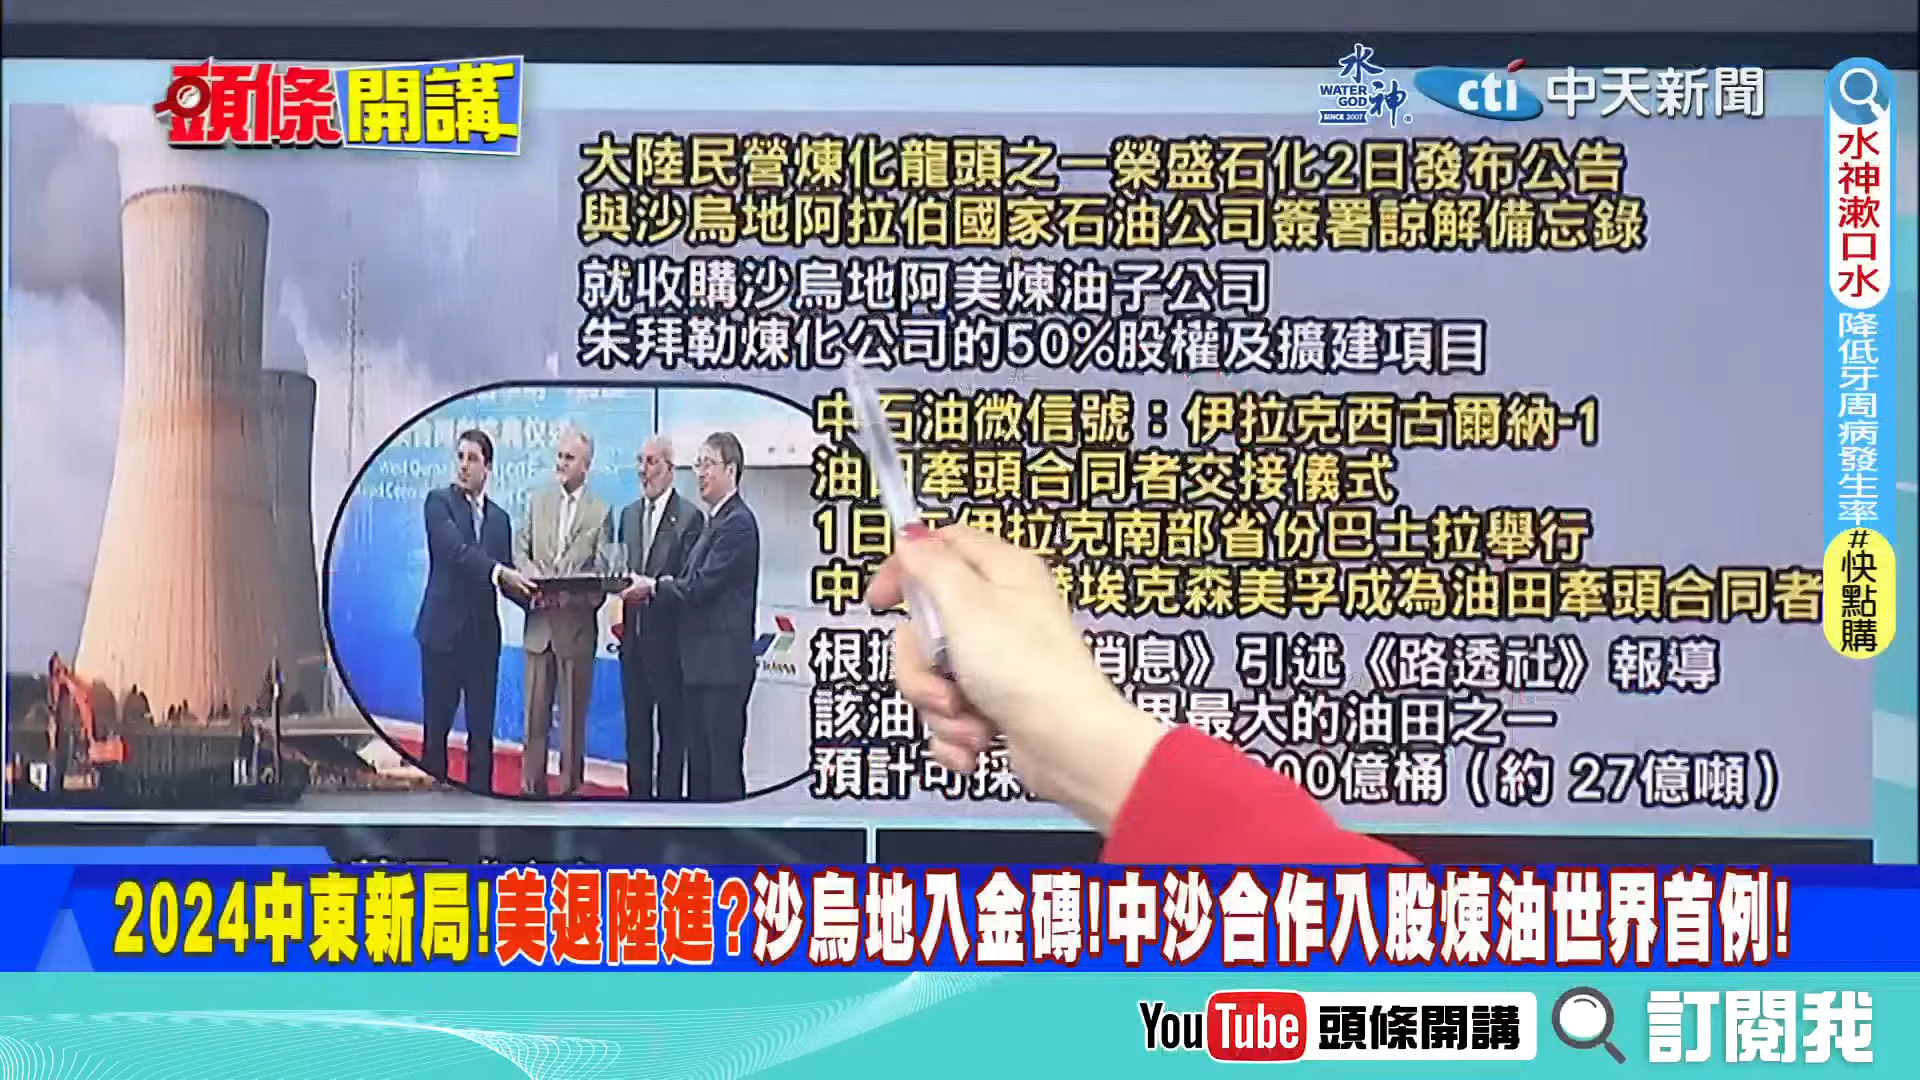 頭條開講
水神
WATER GOD
SINCE 2007
cti 中天新聞
大陸民營煉化龍頭之一榮盛石化2日發布公告
與沙烏地阿拉伯國家石油公司簽署諒解備忘錄
就收購沙烏地阿美煉油子公司
朱拜勒煉化公司的50%股權及擴建項目
中石油微信號：伊拉克西古爾納-1
油田牽頭合同者交接儀式
1日 伊拉克南部省份巴士拉舉行
中 埃克森美孚成為油田牽頭合同者
根據 消息》引述《路透社》報導
該油 界最大的油田之一
預計可採 00億桶（約 27億噸）
水神漱口水
降低牙周病發生率
#快點購
2024中東新局!美退陸進?沙烏地入金磚!中沙合作入股煉油世界首例!
YouTube 頭條開講 訂閱我